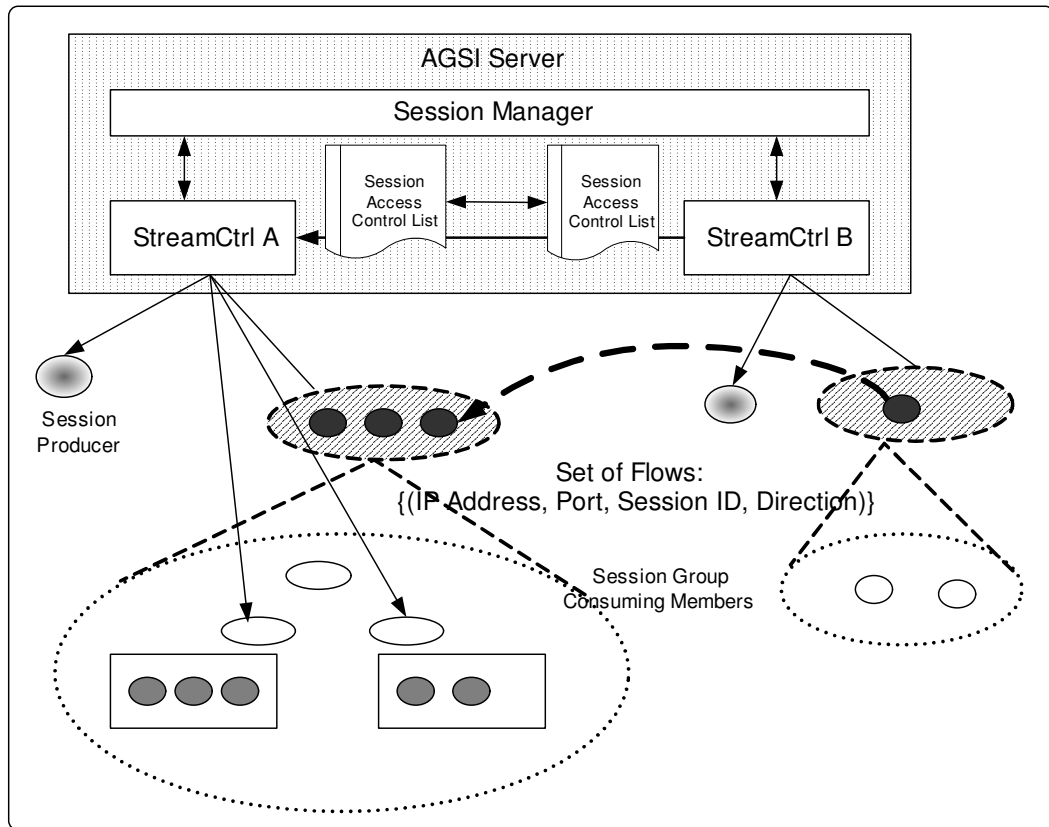 AGSI Server
Session Manager
Session
Access
Control List
Session
Access
Control List
StreamCtrl A
StreamCtrl B
Session
Producer
Set of Flows:
{(IP Address, Port, Session ID, Direction)}
Session Group
Consuming Members